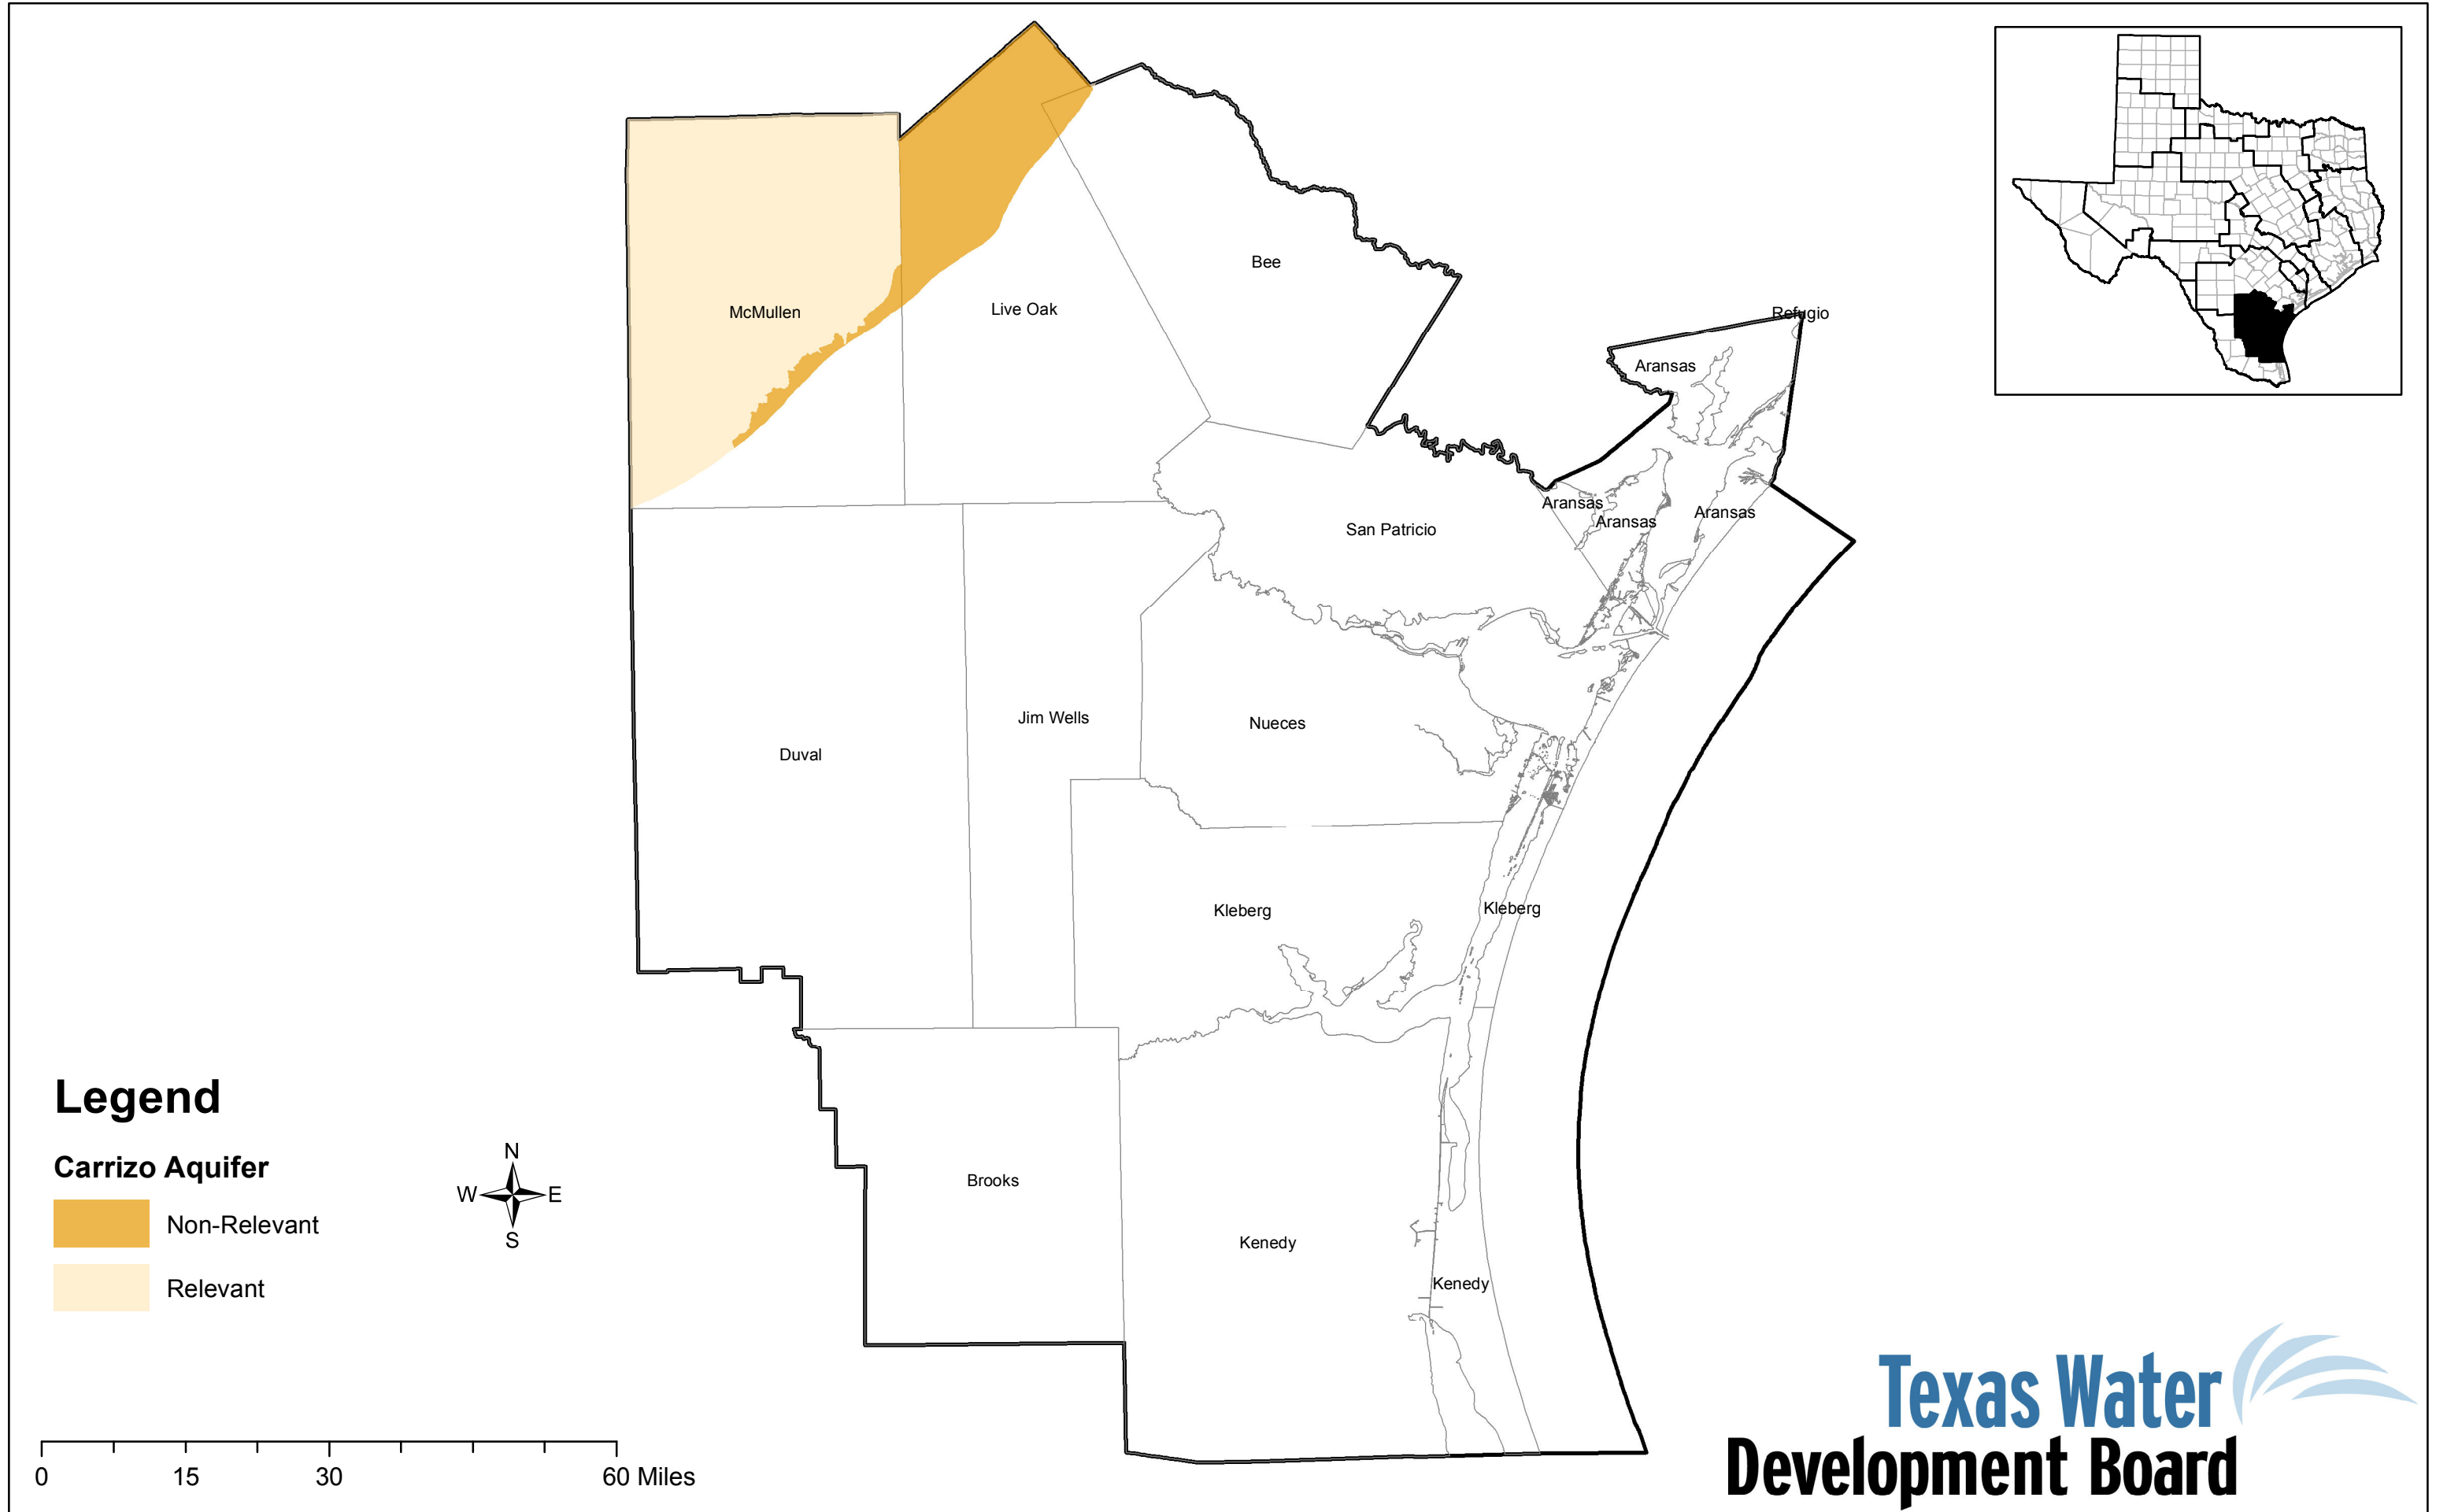 Refugio
Bee
McMullen
Live Oak
Aransas
Aransas
Aransas
Aransas
San Patricio
Jim Wells
Nueces
Duval
Kleberg
Kleberg
Brooks
Kenedy
Kenedy
Legend
Carrizo Aquifer
Non-Relevant
Relevant
N
W E
S
0 15 30 60 Miles
Texas Water
Development Board